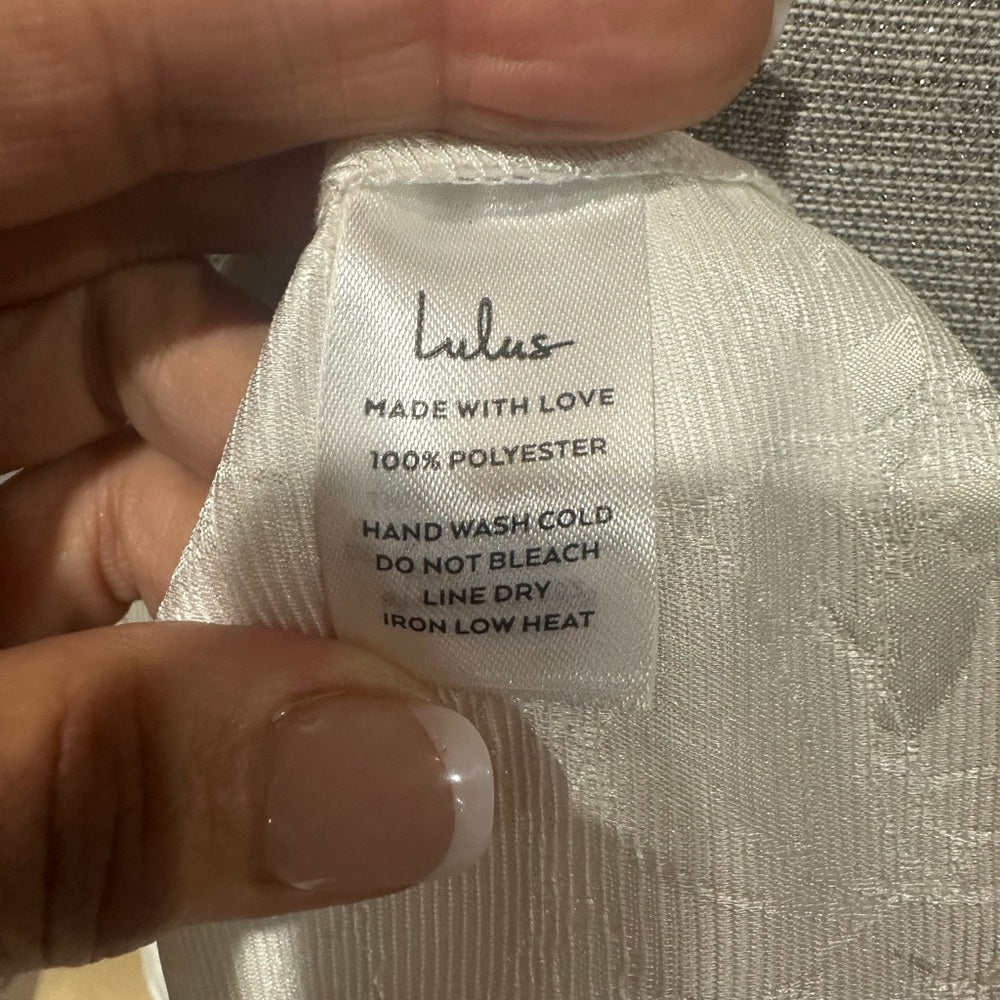 Lulus
MADE WITH LOVE
100% POLYESTER
HAND WASH COLD
DO NOT BLEACH
LINE DRY
IRON LOW HEAT